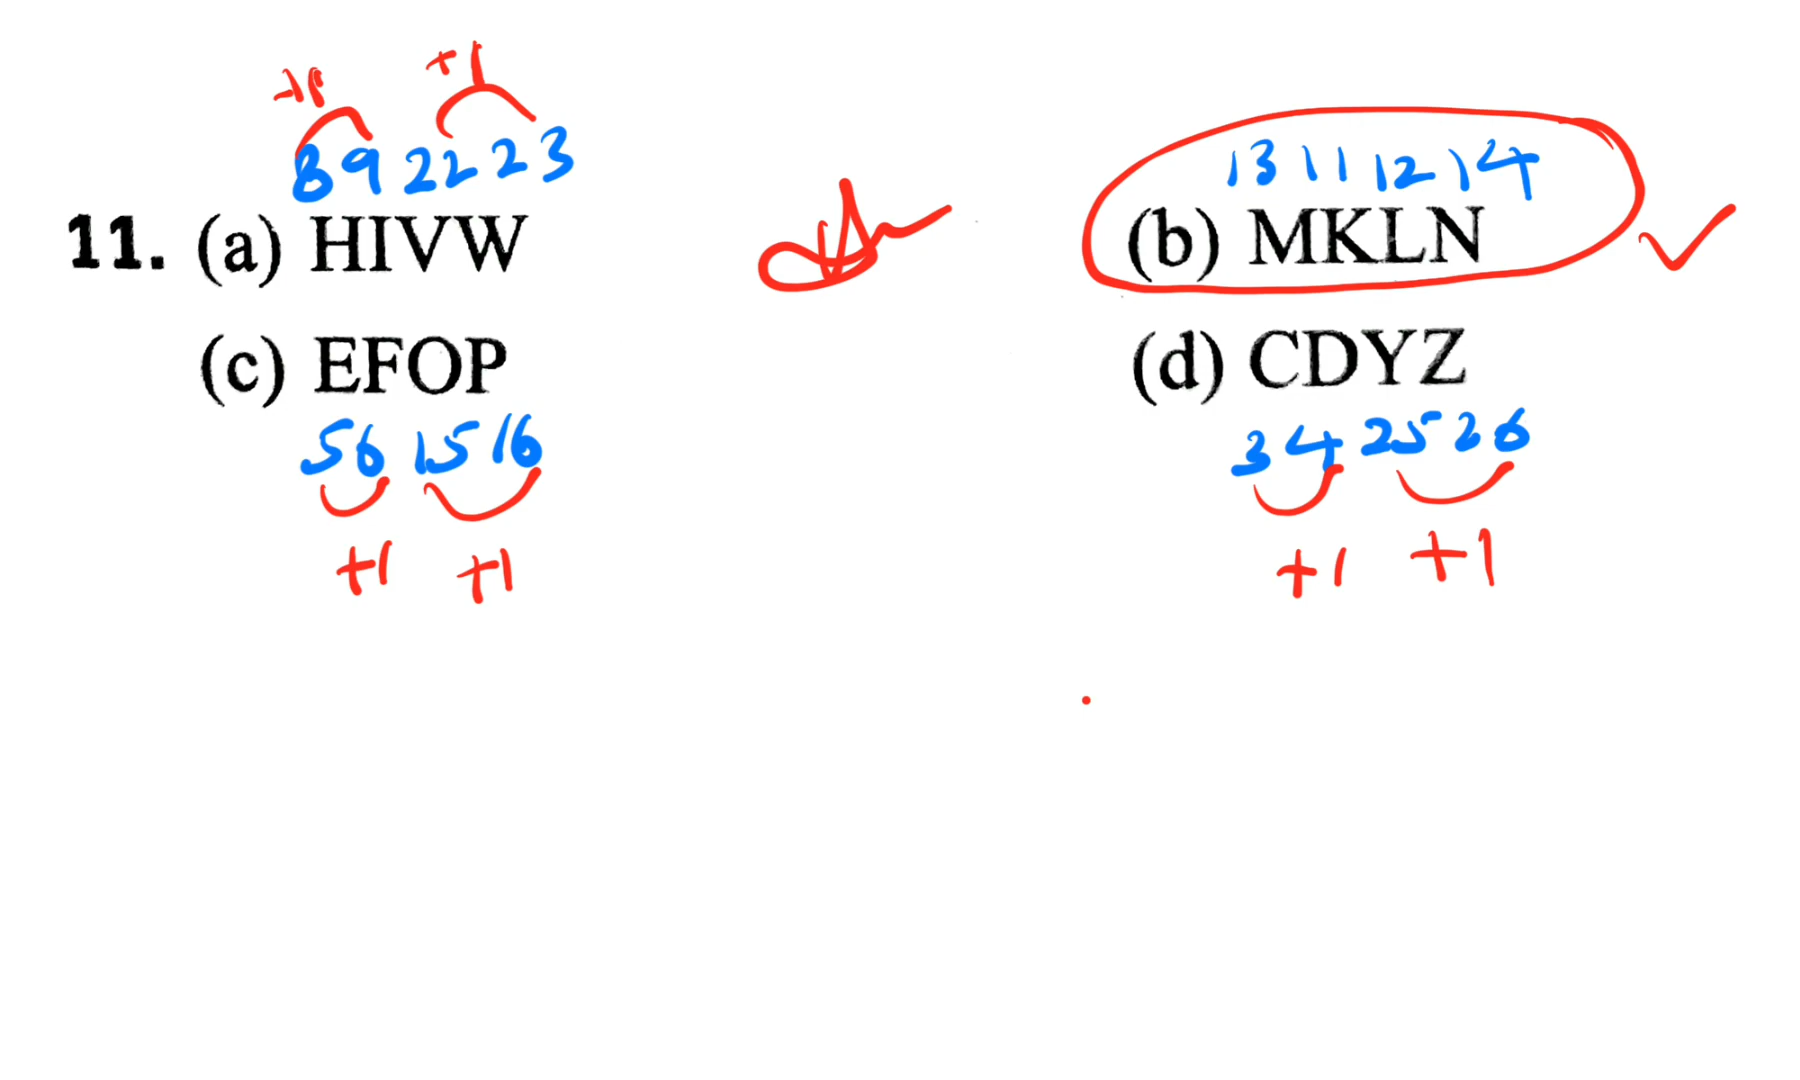 +1 +1
8 9 22 23 13 11 12 14
11. (a) HIVW (b) MKLN
(c) EFOP (d) CDYZ
5 6 15 16 3 4 25 26
+1 +1 +1 +1